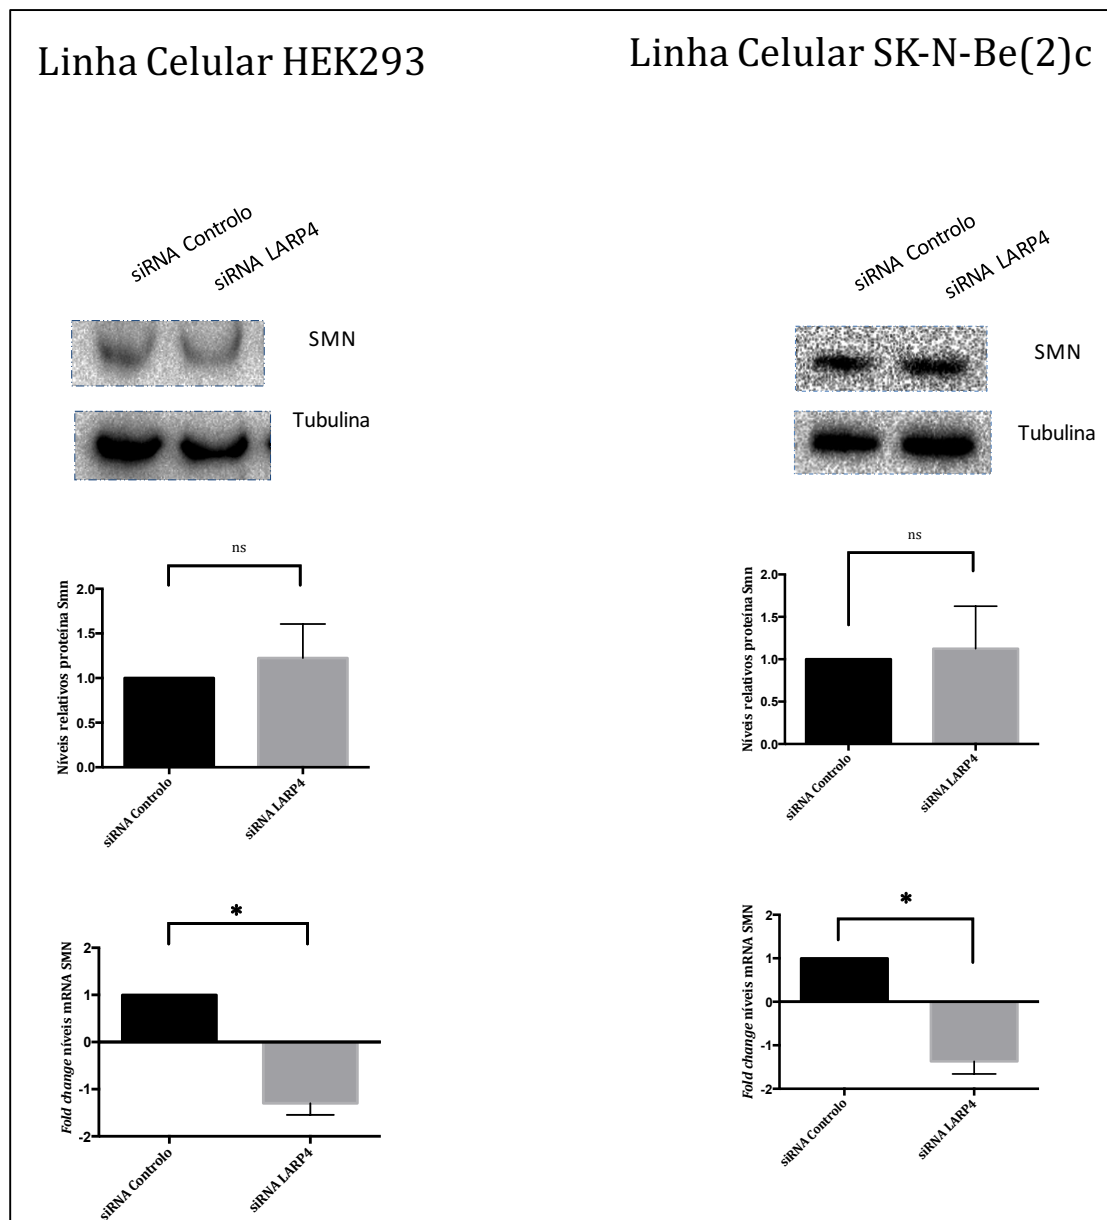 Linha Celular HEK293
siRNA Controlo
siRNA LARP4
SMN
Tubulina
ns
Níveis relativos proteína Smn
2.0
1.5
1.0
0.5
0.0
siRNA Controlo
siRNA LARP4
*
Fold change níveis mRNA SMN
2
1
0
-1
-2
siRNA Controlo
siRNA LARP4
Linha Celular SK-N-Be(2)c
siRNA Controlo
siRNA LARP4
SMN
Tubulina
ns
Níveis relativos proteína Smn
2.0
1.5
1.0
0.5
0.0
siRNA Controlo
siRNA LARP4
*
Fold change níveis mRNA SMN
2
1
0
-1
-2
siRNA Controlo
siRNA LARP4